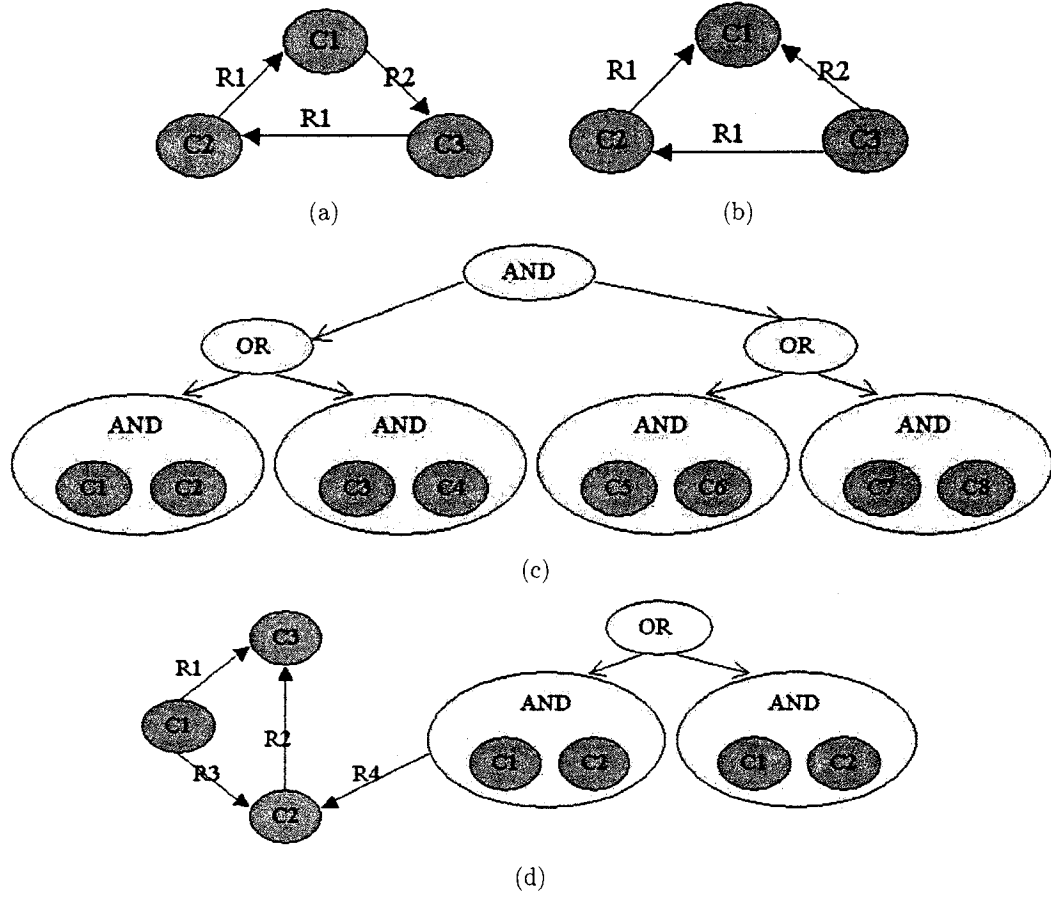 C1
R1 R2
R1
C2 C3
(a)
C1
R1 R2
R1
C2 C3
(b)
AND
OR OR
AND AND AND AND
C1 C2 C3 C4 C5 C6 C7 C8
(c)
C3
R1
C1
R2
R3
C2
R4
OR
AND AND
C1 C2 C1 C2
(d)